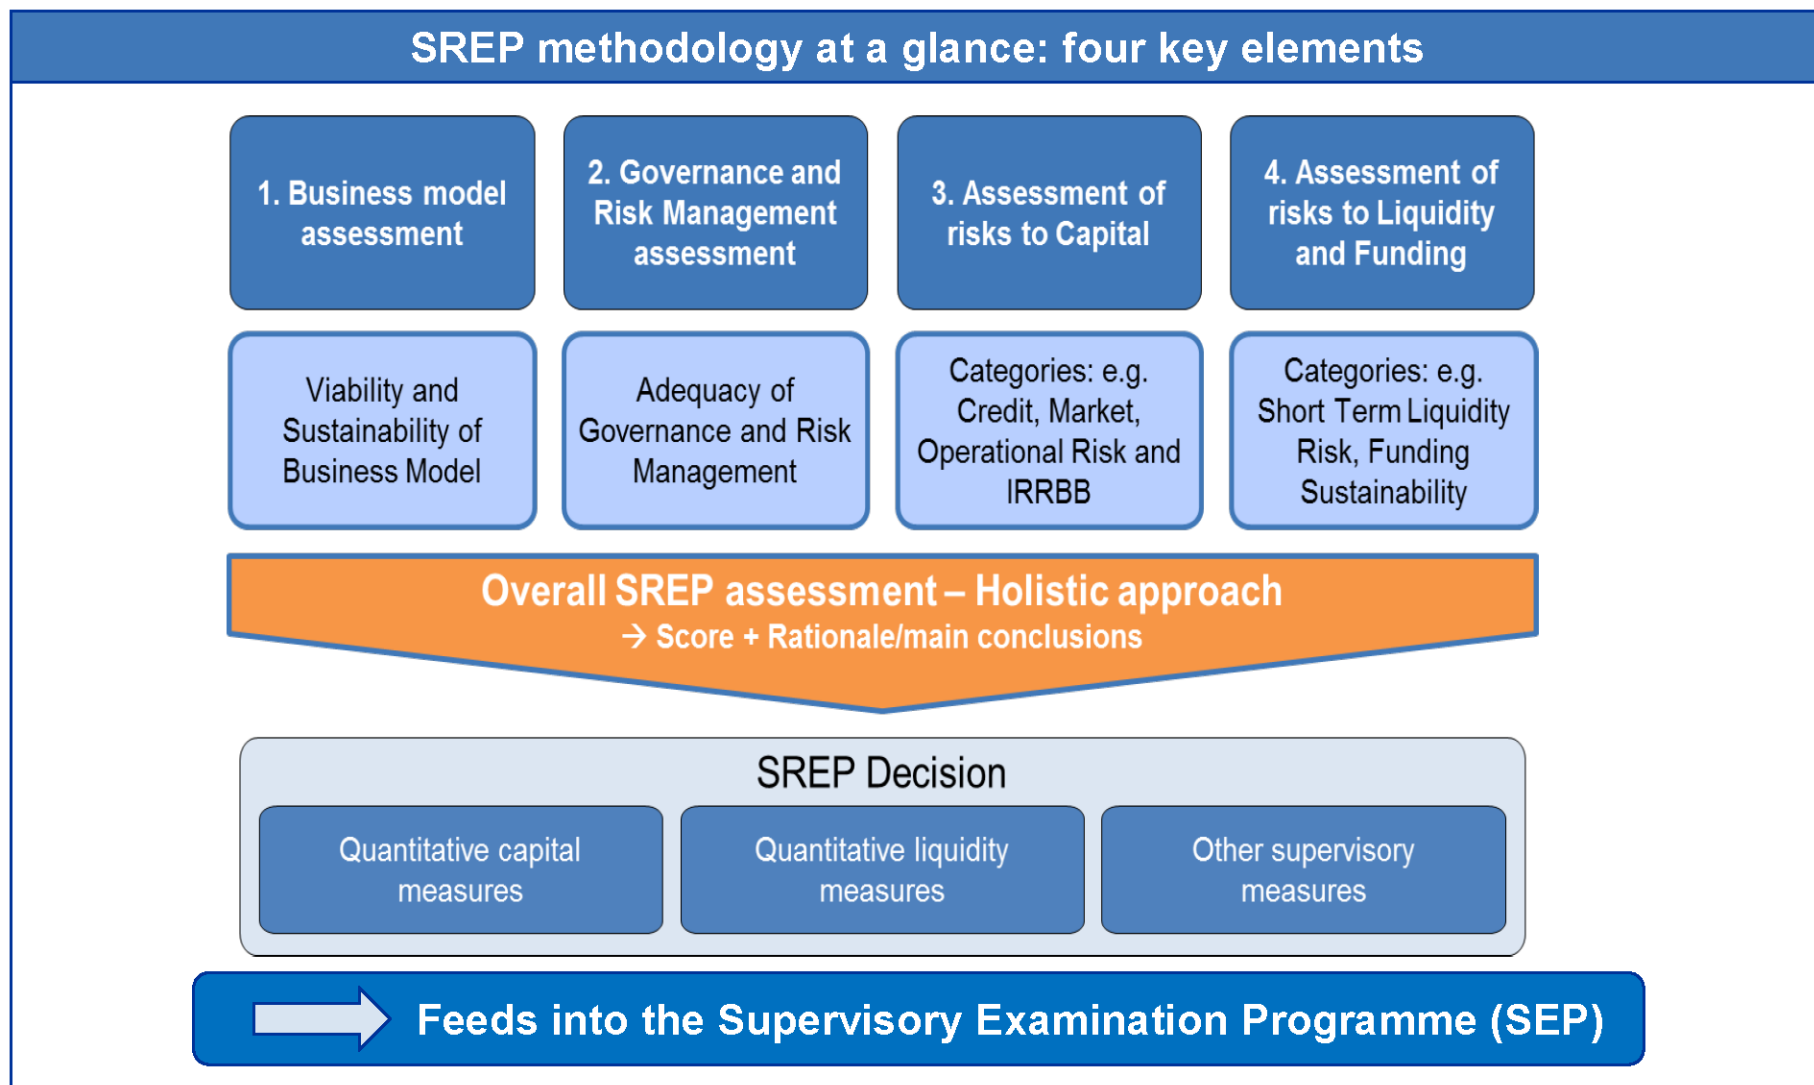 SREP methodology at a glance: four key elements
1. Business model
assessment
2. Governance and
Risk Management
assessment
3. Assessment of
risks to Capital
4. Assessment of
risks to Liquidity
and Funding
Viability and
Sustainability of
Business Model
Adequacy of
Governance and Risk
Management
Categories: e.g.
Credit, Market,
Operational Risk and
IRRBB
Categories: e.g.
Short Term Liquidity
Risk, Funding
Sustainability
Overall SREP assessment – Holistic approach
→ Score + Rationale/main conclusions
SREP Decision
Quantitative capital
measures
Quantitative liquidity
measures
Other supervisory
measures
Feeds into the Supervisory Examination Programme (SEP)